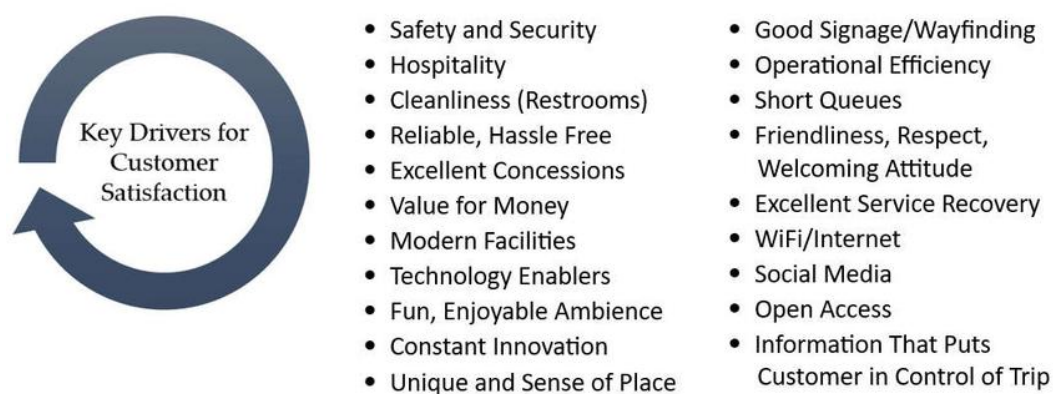 Key Drivers for
Customer
Satisfaction
• Safety and Security
• Hospitality
• Cleanliness (Restrooms)
• Reliable, Hassle Free
• Excellent Concessions
• Value for Money
• Modern Facilities
• Technology Enablers
• Fun, Enjoyable Ambience
• Constant Innovation
• Unique and Sense of Place
• Good Signage/Wayfinding
• Operational Efficiency
• Short Queues
• Friendliness, Respect,
Welcoming Attitude
• Excellent Service Recovery
• WiFi/Internet
• Social Media
• Open Access
• Information That Puts
Customer in Control of Trip